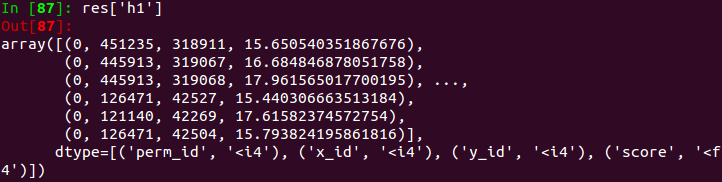 In [87]: res['h1']
Out[87]:
array([(0, 451235, 318911, 15.650540351867676),
       (0, 445913, 319067, 16.684846878051758),
       (0, 445913, 319068, 17.961565017700195), ...,
       (0, 126471, 42527, 15.440306663513184),
       (0, 121140, 42269, 17.61582374572754),
       (0, 126471, 42504, 15.793824195861816)],
      dtype=[('perm_id', '<i4'), ('x_id', '<i4'), ('y_id', '<i4'), ('score', '<f
4')])